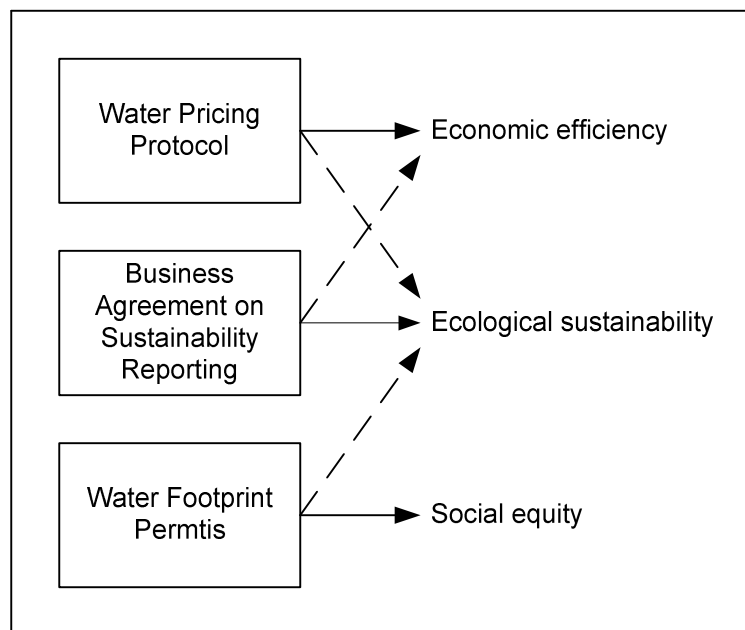 Water Pricing
Protocol
Economic efficiency
Business
Agreement on
Sustainability
Reporting
Ecological sustainability
Water Footprint
Permtis
Social equity